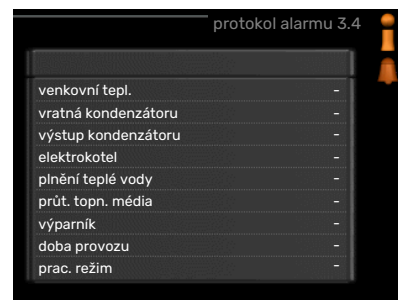 protokol alarmu 3.4
venkovní tepl. -
vratná kondenzátoru -
výstup kondenzátoru -
elektrokotel -
plnění teplé vody -
průt. topn. média -
výparník -
doba provozu -
prac. režim -